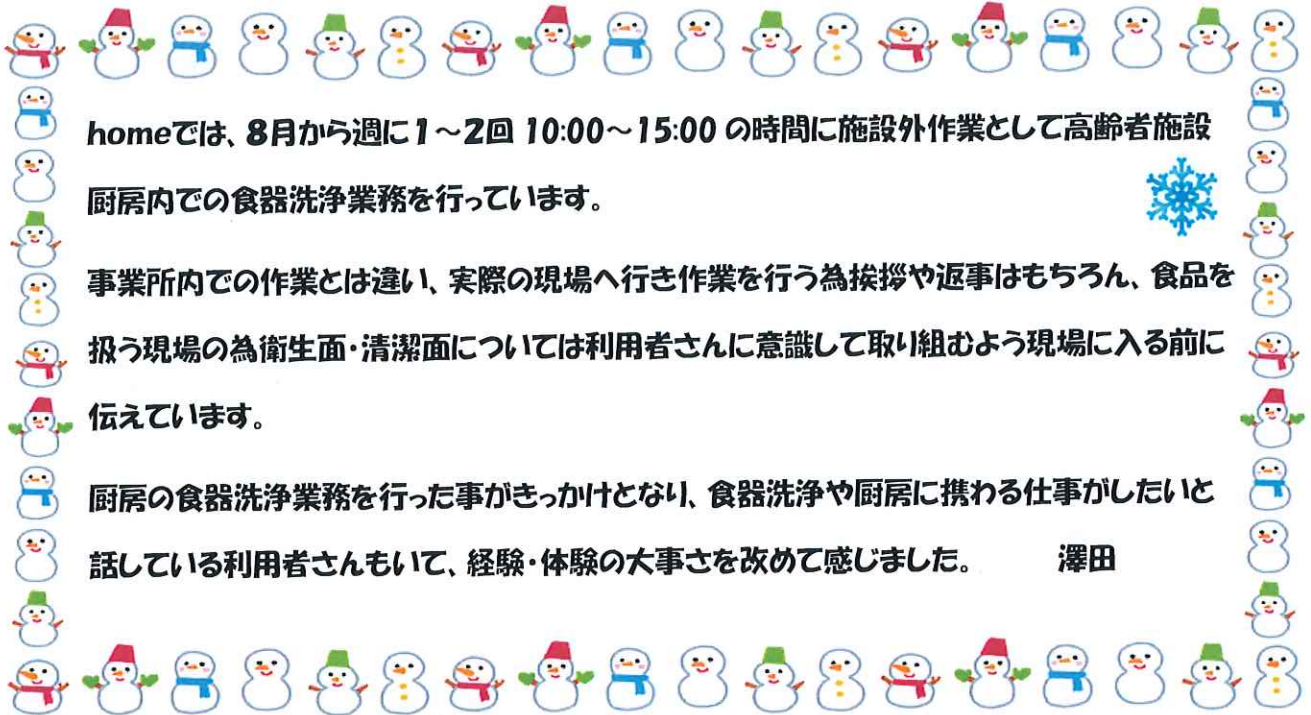 homeでは、8月から週に1～2回 10:00～15:00 の時間に施設外作業として高齢者施設
厨房内での食器洗浄業務を行っています。
事業所内での作業とは違い、実際の現場へ行き作業を行う為挨拶や返事はもちろん、食品を
扱う現場の為衛生面・清潔面については利用者さんに意識して取り組むよう現場に入る前に
伝えています。
厨房の食器洗浄業務を行った事がきっかけとなり、食器洗浄や厨房に携わる仕事がしたいと
話している利用者さんもいて、経験・体験の大事さを改めて感じました。　　　澤田